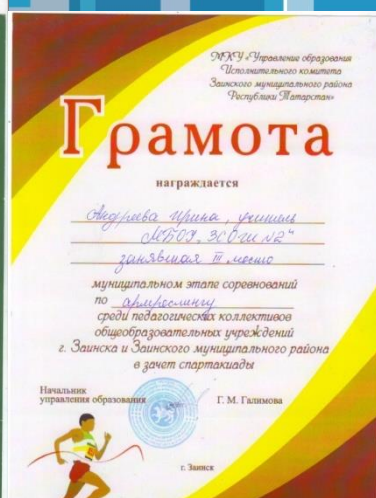 МКУ «Управление образования
Исполнительного комитета
Заинского муниципального района
Республики Татарстан»
Грамота
награждается
Андреева Ирина, учитель
МБОУ "ЗСОШ №2"
занявшая III место
муниципальном этапе соревнований
по армреслингу
среди педагогических коллективов
общеобразовательных учреждений
г. Заинска и Заинского муниципального района
в зачет спартакиады
Начальник
управления образования Г. М. Галимова
г. Заинск